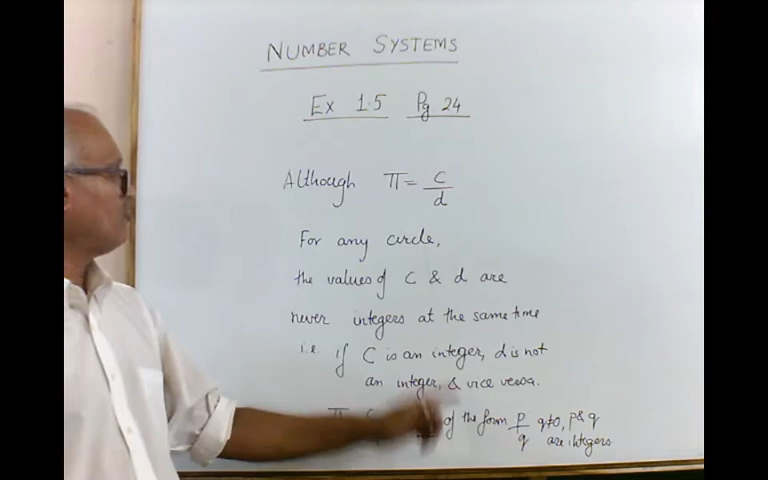 NUMBER SYSTEMS
Ex 1.5 Pg 24
Although π = C/d
For any circle,
the values of C & d are
never integers at the same time
i.e. if C is an integer, d is not
an integer, & vice versa.
π of the form p/q q≠0, p & q
are integers